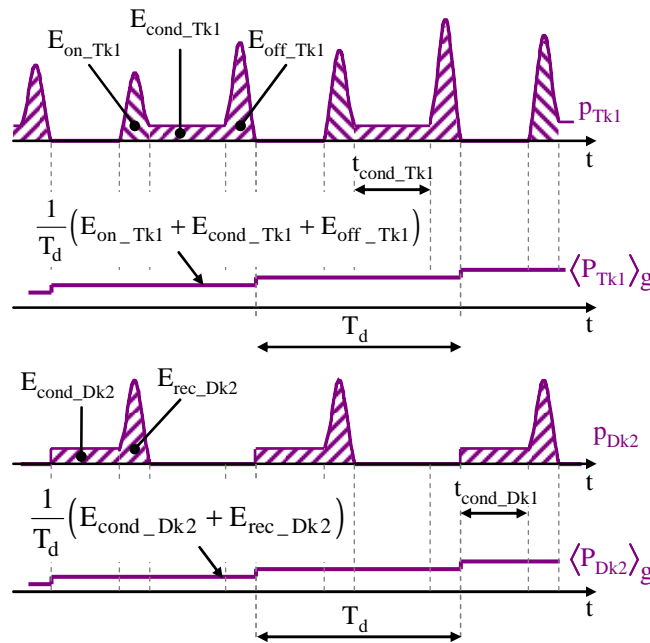 E_cond_Tk1
E_on_Tk1
E_off_Tk1
p_Tk1
t
t_cond_Tk1
1/T_d (E_on_Tk1 + E_cond_Tk1 + E_off_Tk1)
⟨P_Tk1⟩_g
t
T_d
E_cond_Dk2
E_rec_Dk2
p_Dk2
t
t_cond_Dk1
1/T_d (E_cond_Dk2 + E_rec_Dk2)
⟨P_Dk2⟩_g
t
T_d